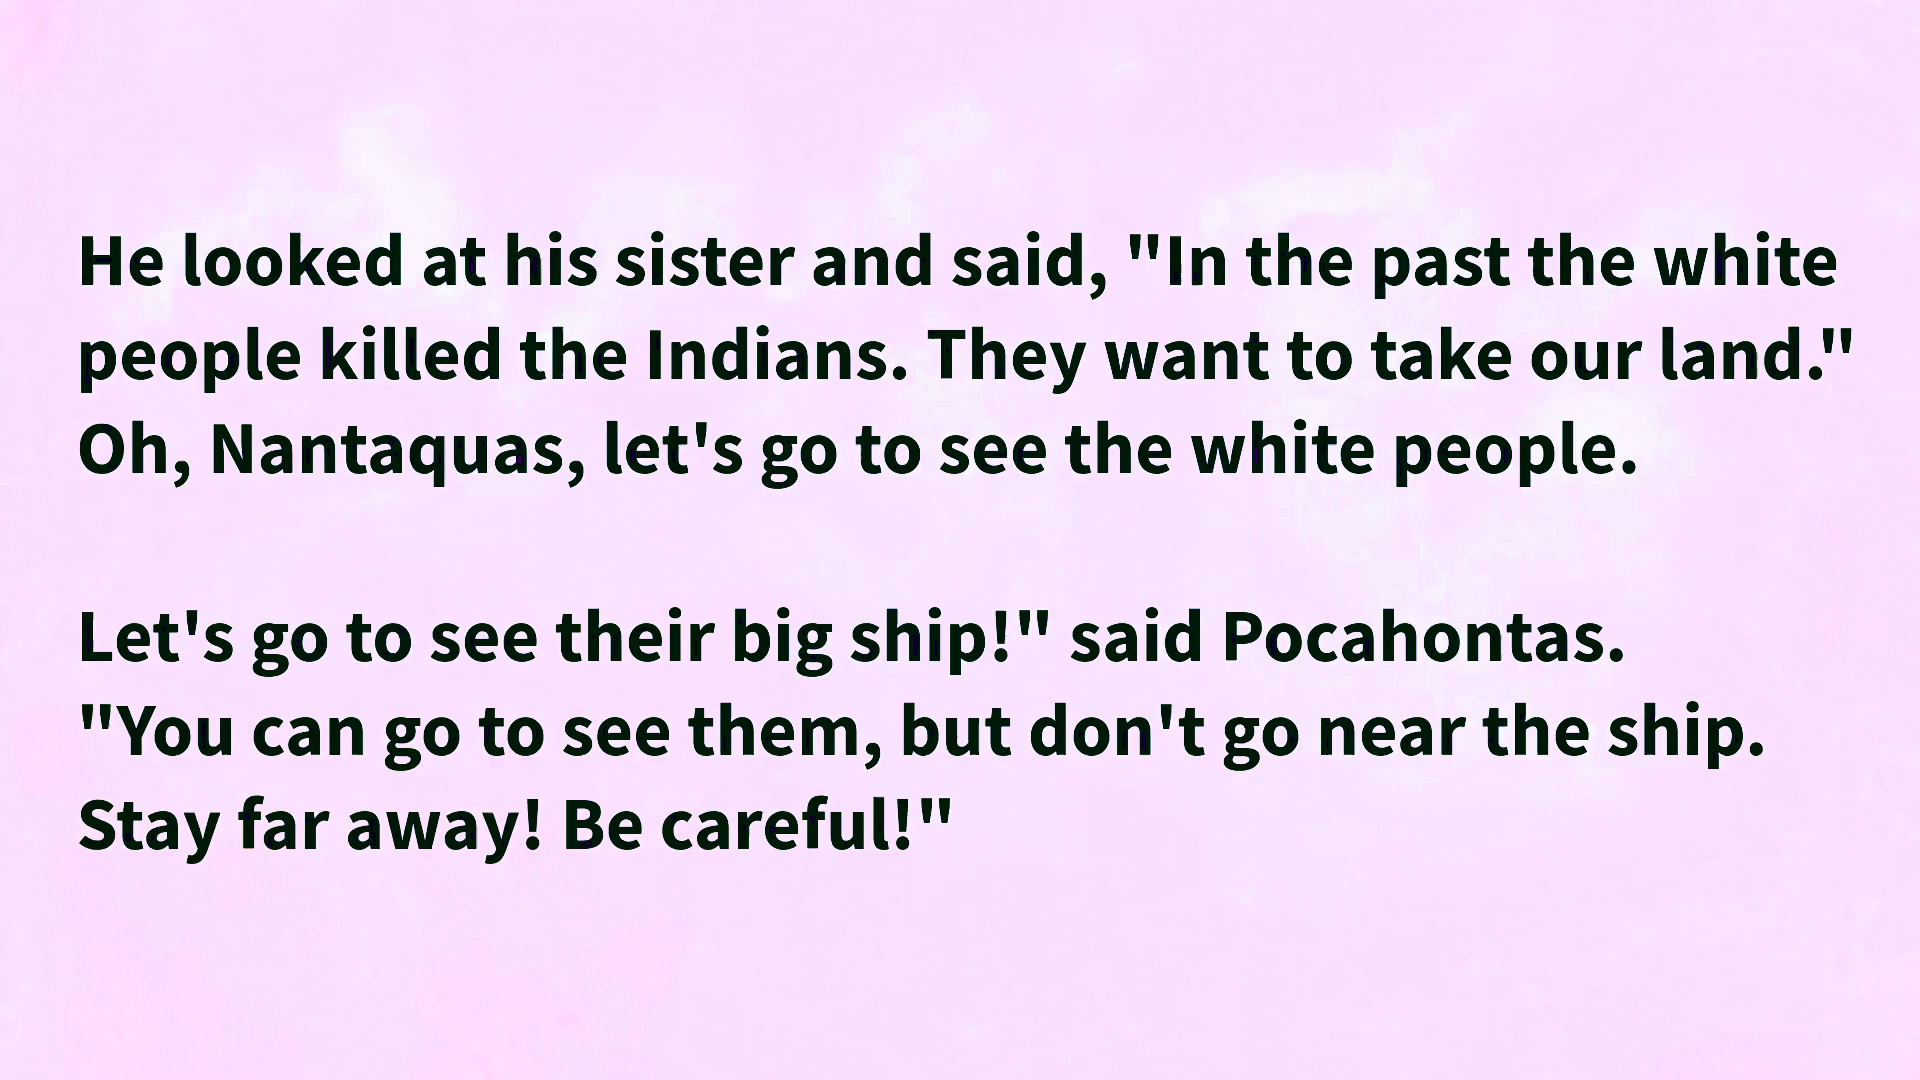 He looked at his sister and said, "In the past the white
people killed the Indians. They want to take our land."
Oh, Nantaquas, let's go to see the white people.
Let's go to see their big ship!" said Pocahontas.
"You can go to see them, but don't go near the ship.
Stay far away! Be careful!"